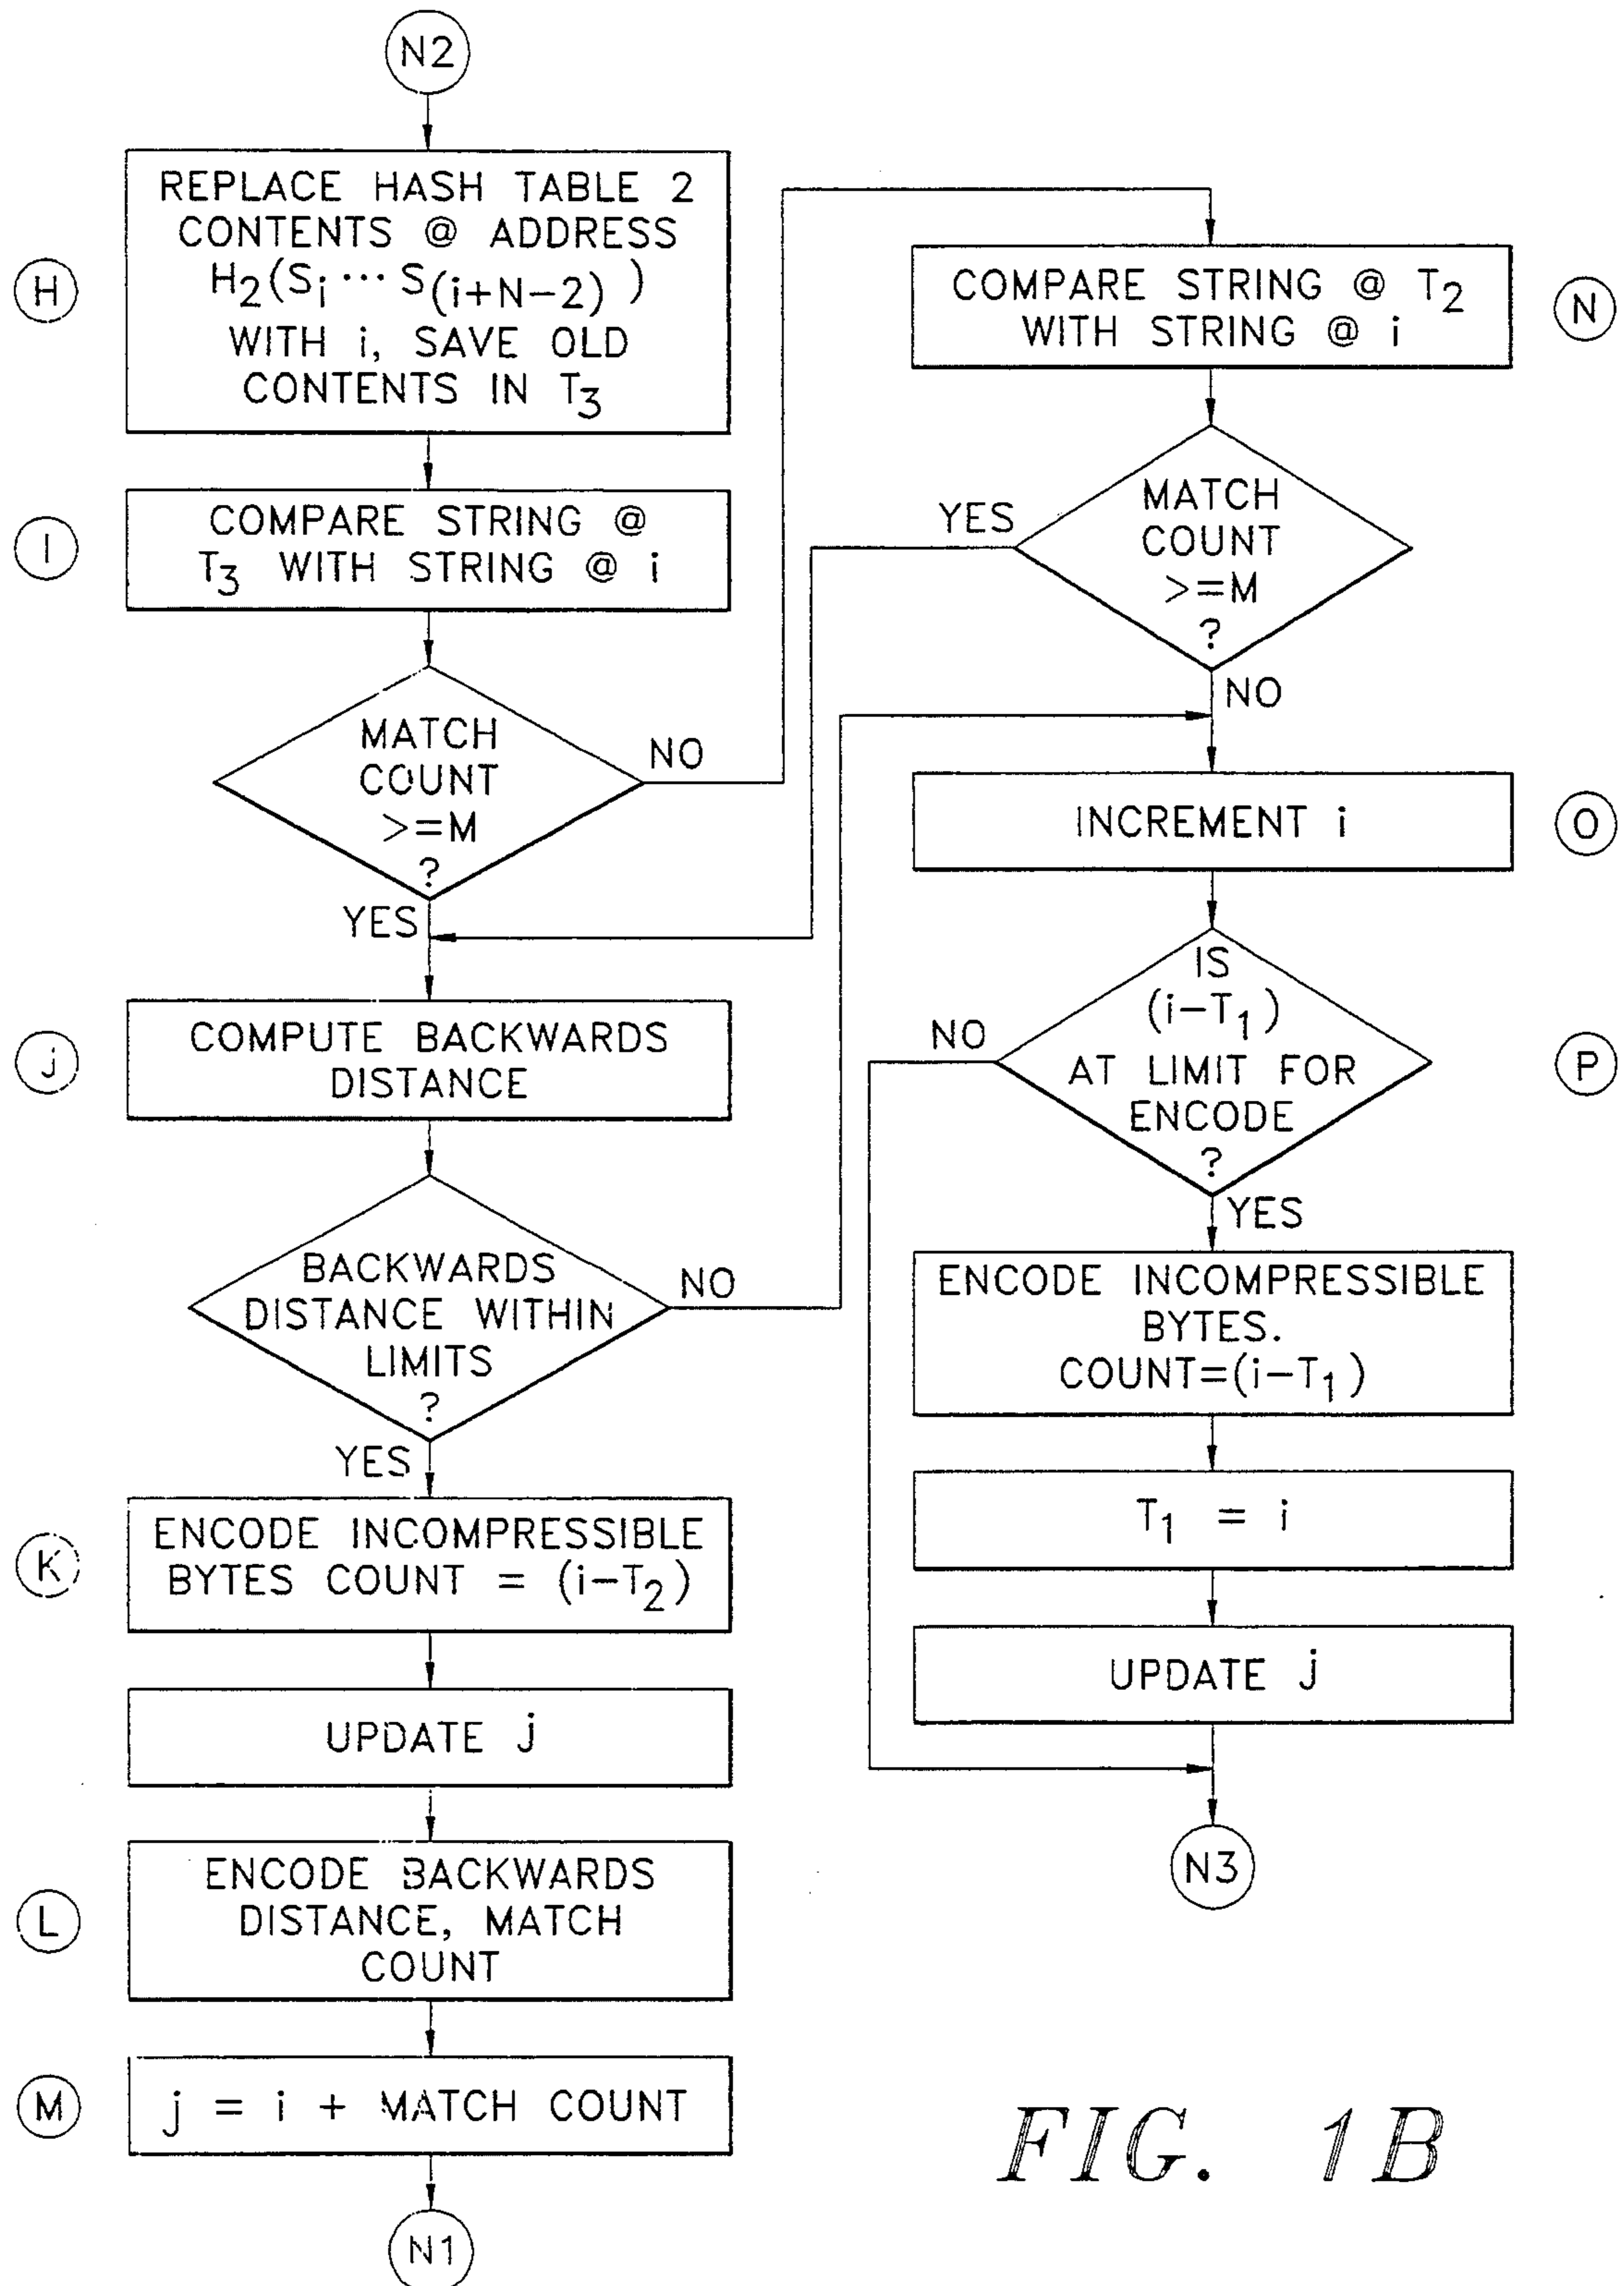 N2
H
REPLACE HASH TABLE 2
CONTENTS @ ADDRESS
H2(Si ... S(i+N-2) )
WITH i, SAVE OLD
CONTENTS IN T3
I
COMPARE STRING @
T3 WITH STRING @ i
MATCH
COUNT
>=M
?
NO
YES
J
COMPUTE BACKWARDS
DISTANCE
BACKWARDS
DISTANCE WITHIN
LIMITS
?
NO
YES
K
ENCODE INCOMPRESSIBLE
BYTES COUNT = (i-T2)
UPDATE j
L
ENCODE BACKWARDS
DISTANCE, MATCH
COUNT
M
j = i + MATCH COUNT
N1
COMPARE STRING @ T2
WITH STRING @ i
N
MATCH
COUNT
>=M
?
YES
NO
INCREMENT i
O
IS
(i-T1)
AT LIMIT FOR
ENCODE
?
P
NO
YES
ENCODE INCOMPRESSIBLE
BYTES.
COUNT=(i-T1)
T1 = i
UPDATE j
N3
FIG. 1B